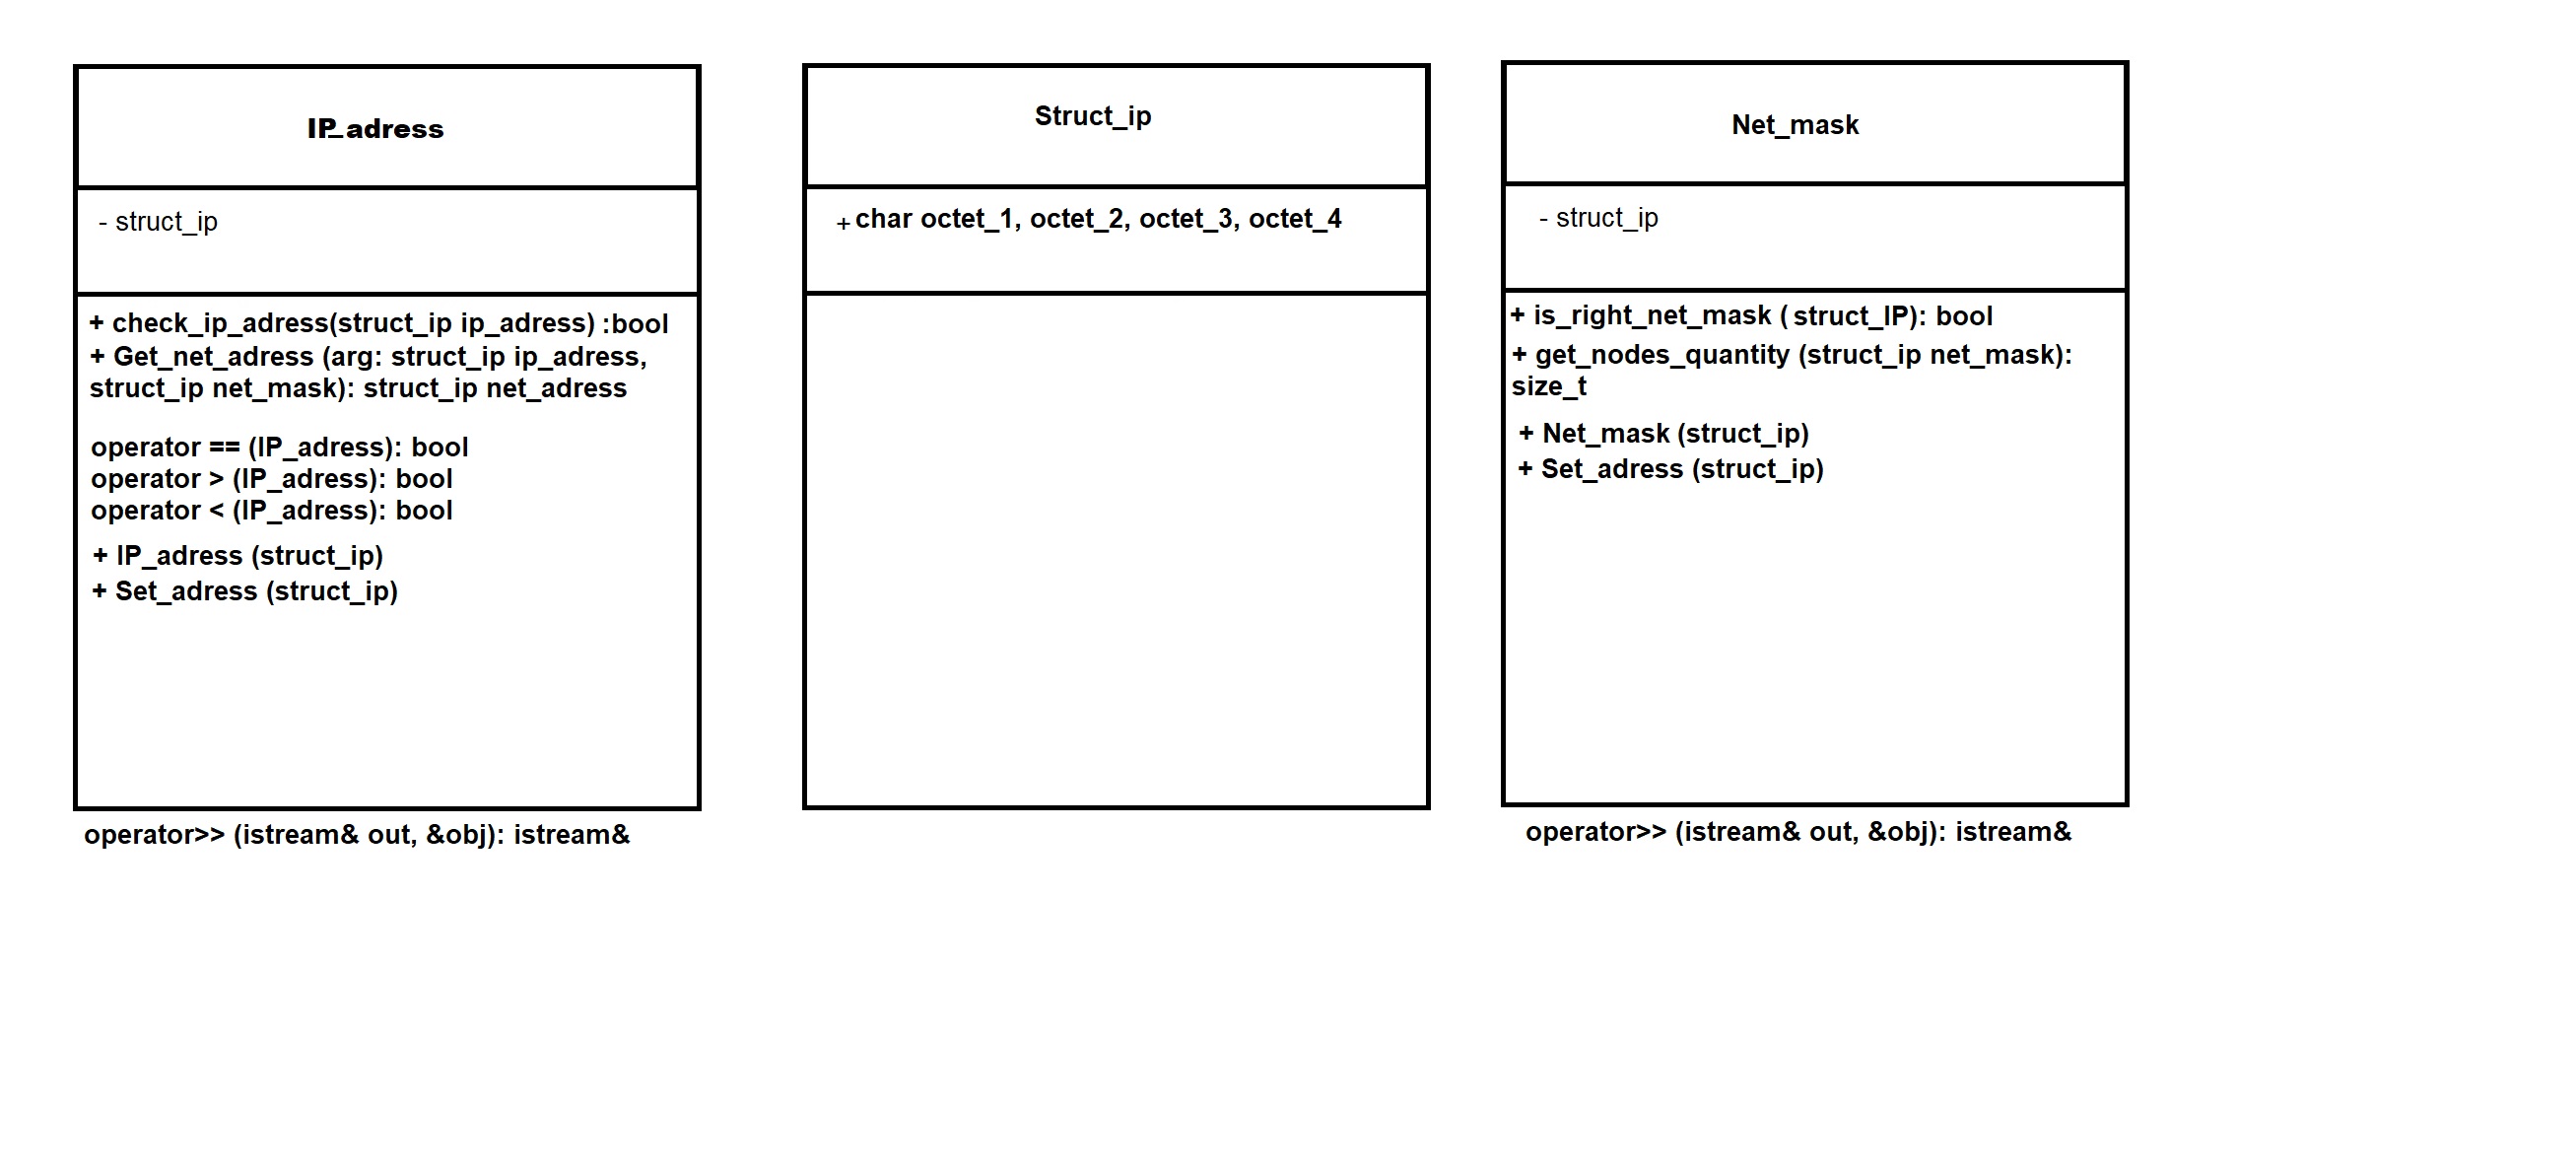 IP_adress
- struct_ip
+ check_ip_adress(struct_ip ip_adress) :bool
+ Get_net_adress (arg: struct_ip ip_adress,
struct_ip net_mask): struct_ip net_adress
operator == (IP_adress): bool
operator > (IP_adress): bool
operator < (IP_adress): bool
+ IP_adress (struct_ip)
+ Set_adress (struct_ip)
operator>> (istream& out, &obj): istream&
Struct_ip
+ char octet_1, octet_2, octet_3, octet_4
Net_mask
- struct_ip
+ is_right_net_mask ( struct_IP): bool
+ get_nodes_quantity (struct_ip net_mask):
size_t
+ Net_mask (struct_ip)
+ Set_adress (struct_ip)
operator>> (istream& out, &obj): istream&